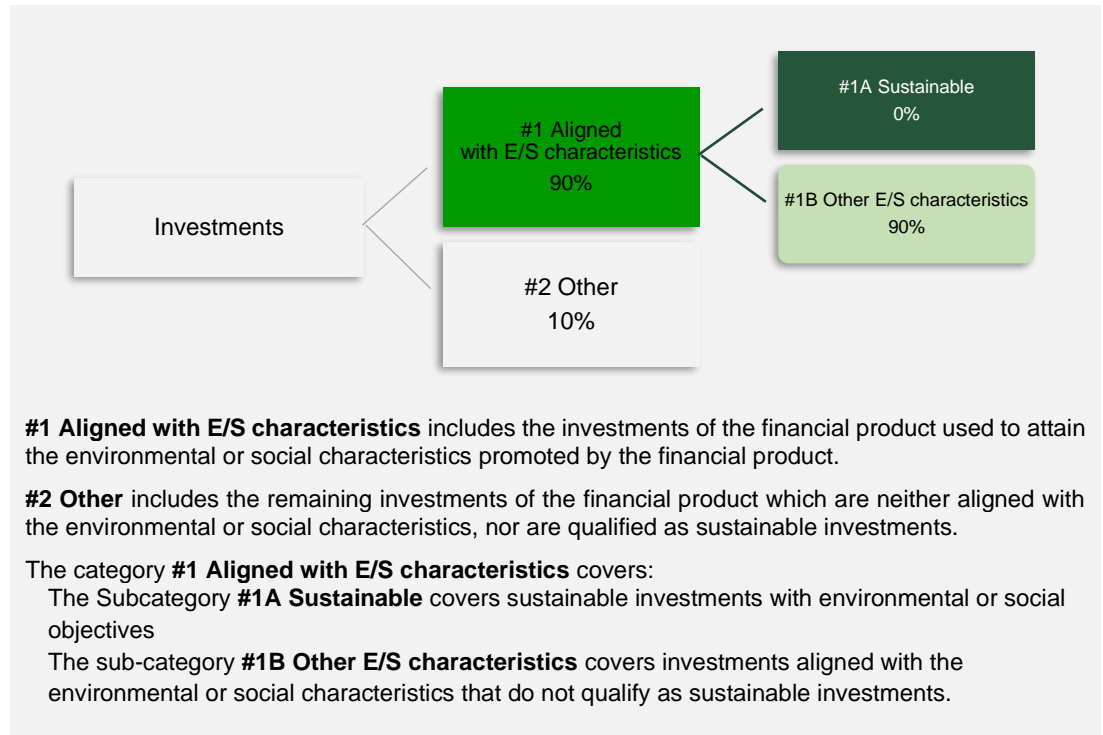 #1A Sustainable
0%
#1 Aligned
with E/S characteristics
90%
#1B Other E/S characteristics
90%
Investments
#2 Other
10%
#1 Aligned with E/S characteristics includes the investments of the financial product used to attain
the environmental or social characteristics promoted by the financial product.
#2 Other includes the remaining investments of the financial product which are neither aligned with
the environmental or social characteristics, nor are qualified as sustainable investments.
The category #1 Aligned with E/S characteristics covers:
The Subcategory #1A Sustainable covers sustainable investments with environmental or social
objectives
The sub-category #1B Other E/S characteristics covers investments aligned with the
environmental or social characteristics that do not qualify as sustainable investments.